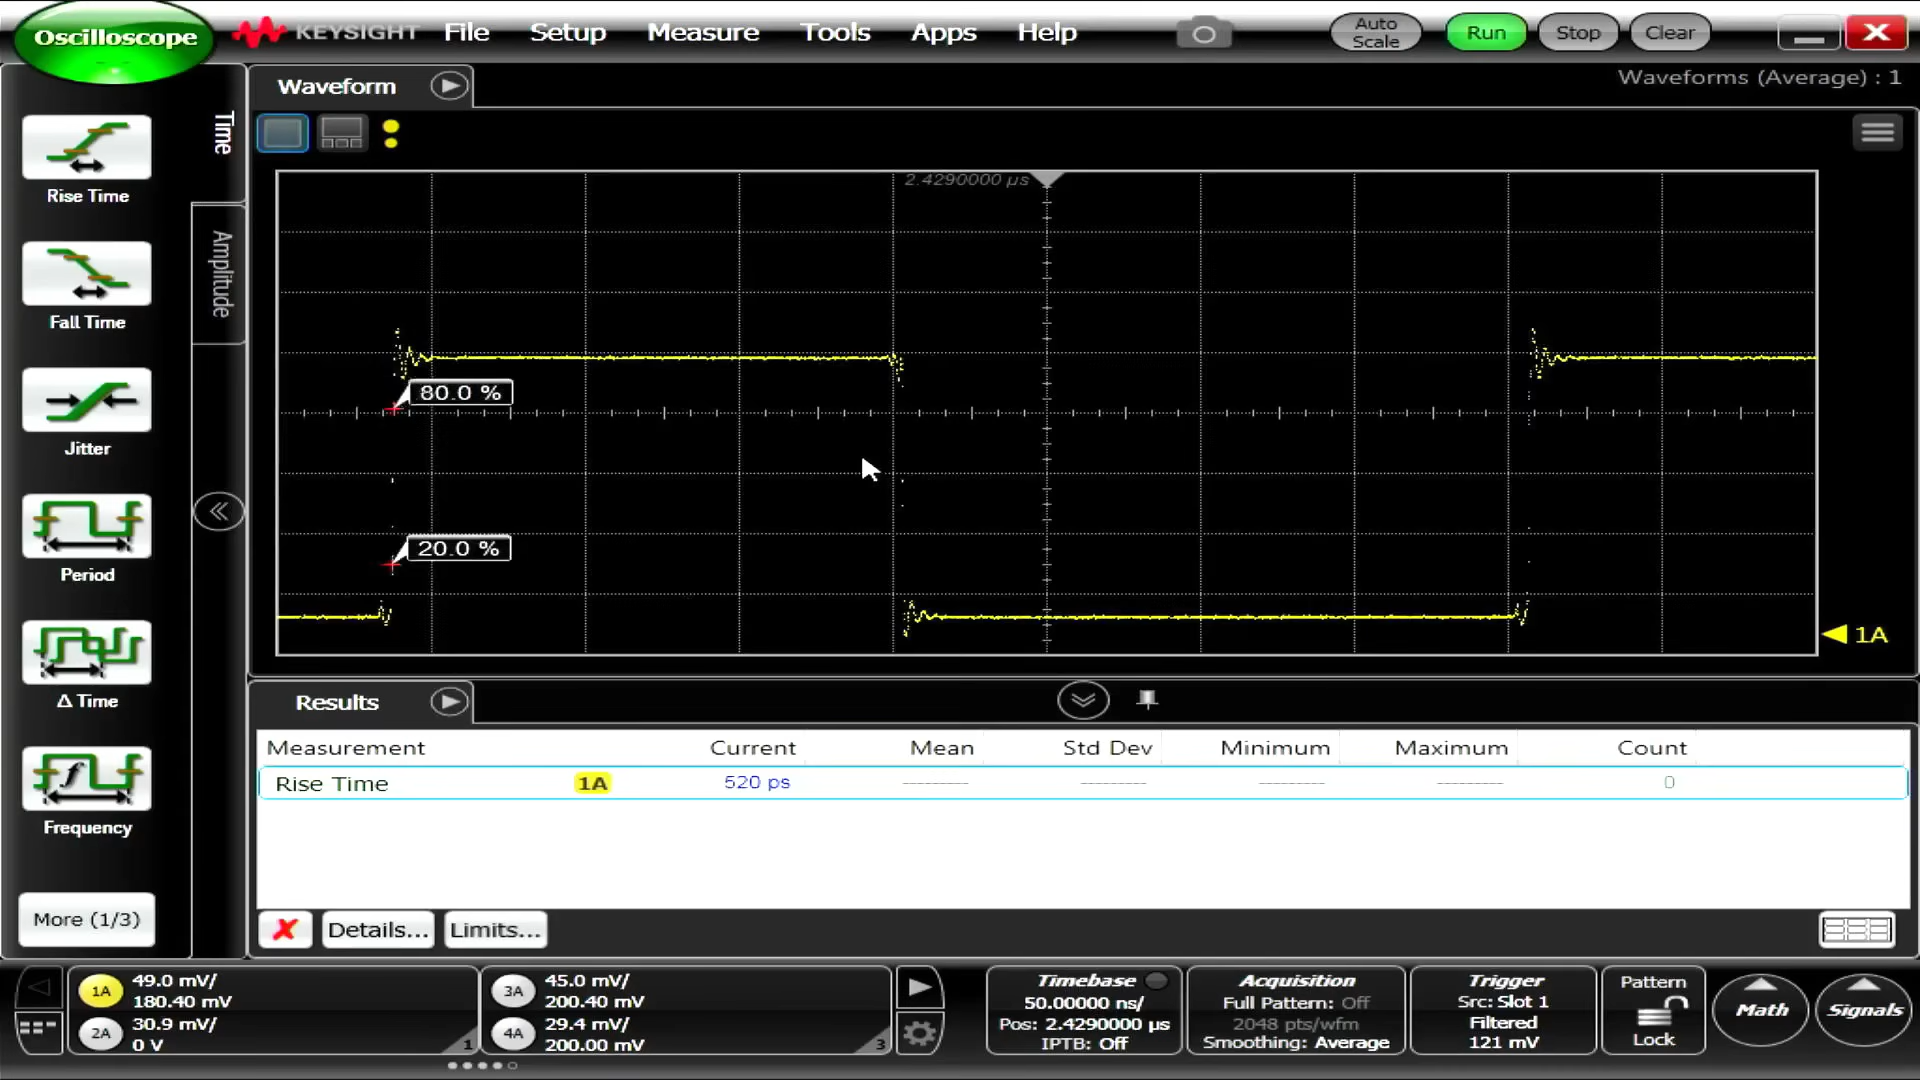 Oscilloscope
KEYSIGHT
File Setup Measure Tools Apps Help
Auto Scale
Run
Stop
Clear
Waveform
Waveforms (Average) : 1
Time
Amplitude
Rise Time
Fall Time
Jitter
Period
Δ Time
Frequency
More (1/3)
2.4290000 µs
80.0 %
20.0 %
1A
Results
Measurement Current Mean Std Dev Minimum Maximum Count
Rise Time 1A 520 ps --------- --------- --------- --------- 0
Details...
Limits...
1A 49.0 mV/
180.40 mV
2A 30.9 mV/
0 V
1
3A 45.0 mV/
200.40 mV
4A 29.4 mV/
200.00 mV
3
Timebase
50.00000 ns/
Pos: 2.4290000 µs
IPTB: Off
Acquisition
Full Pattern: Off
2048 pts/wfm
Smoothing: Average
Trigger
Src: Slot 1
Filtered
121 mV
Pattern
Lock
Math
Signals